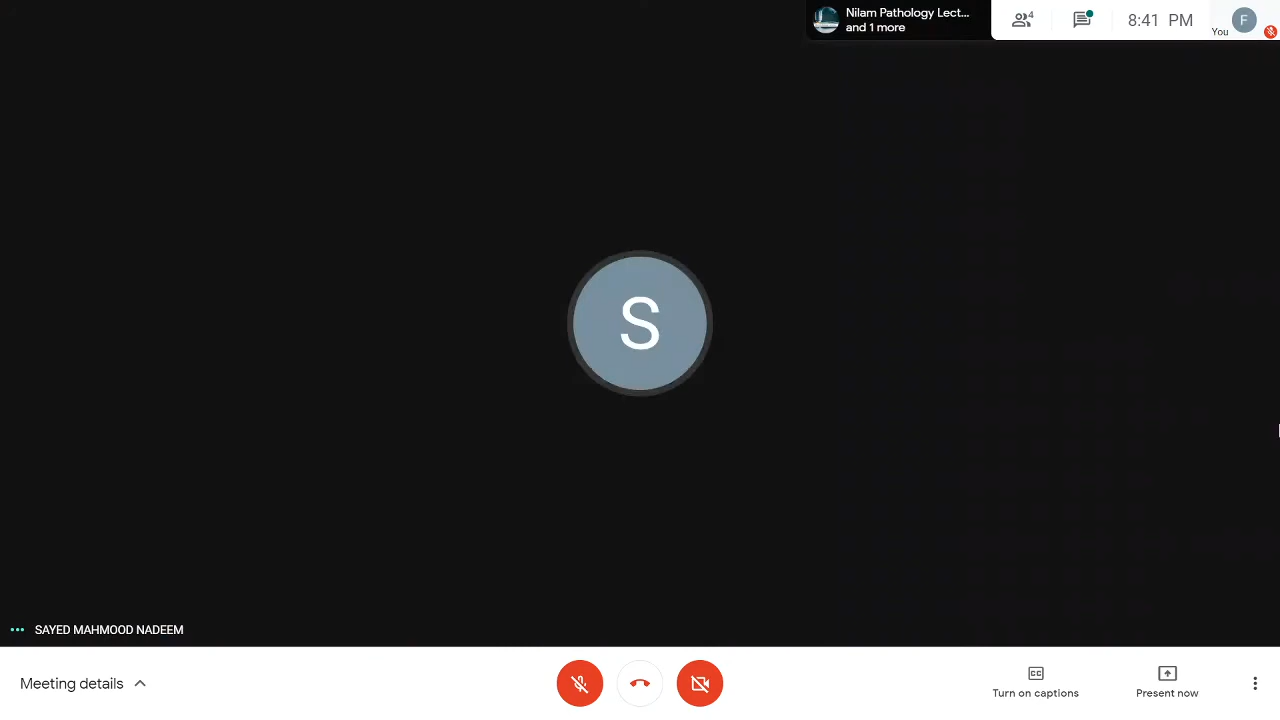 Nilam Pathology Lect...
and 1 more
4
8:41 PM
You
F
S
SAYED MAHMOOD NADEEM
Meeting details
CC
Turn on captions
Present now